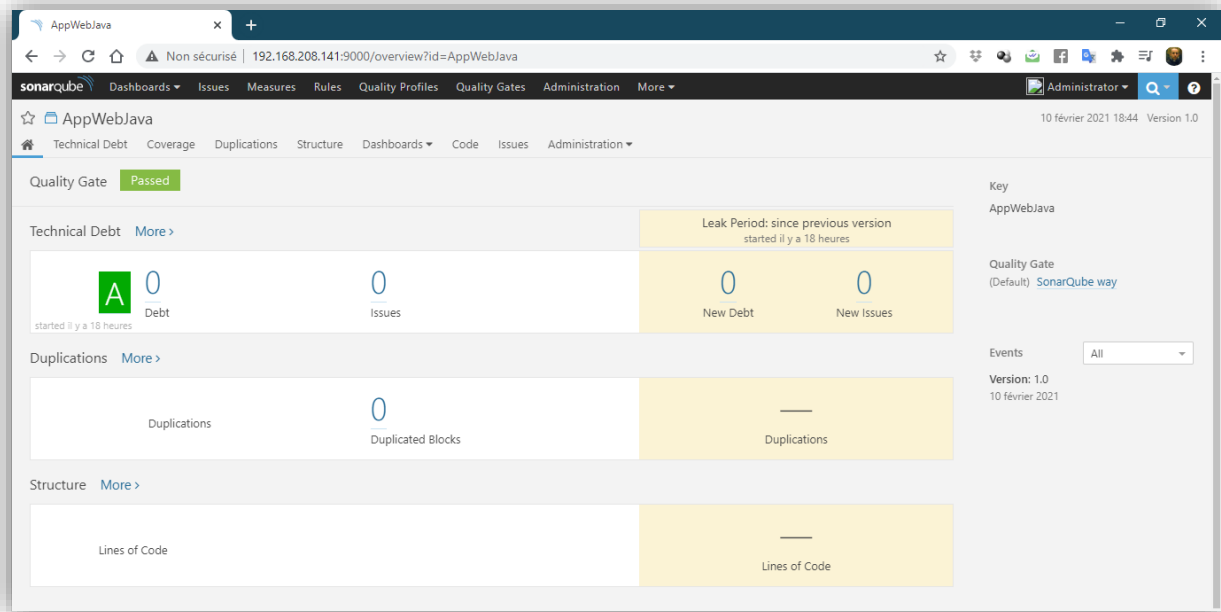 AppWebJava
Non sécurisé 192.168.208.141:9000/overview?id=AppWebJava
sonarqube Dashboards Issues Measures Rules Quality Profiles Quality Gates Administration More Administrator
AppWebJava
10 février 2021 18:44 Version 1.0
Technical Debt Coverage Duplications Structure Dashboards Code Issues Administration
Quality Gate Passed
Technical Debt More
Leak Period: since previous version
started il y a 18 heures
A
0
Debt
started il y a 18 heures
0
Issues
0
New Debt
0
New Issues
Duplications More
Duplications
0
Duplicated Blocks
Duplications
Structure More
Lines of Code
Lines of Code
Key
AppWebJava
Quality Gate
(Default) SonarQube way
Events All
Version: 1.0
10 février 2021